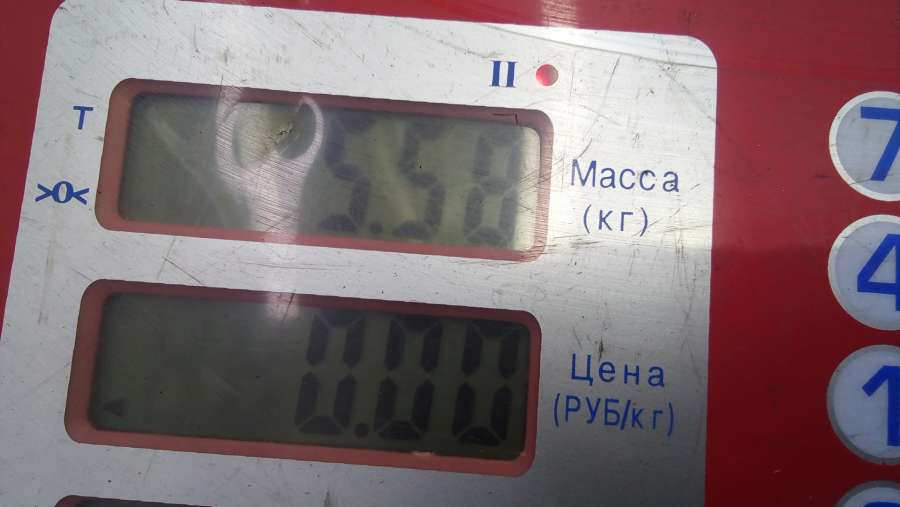 II
T
5.58
Масса
(кг)
>0<
0.00
Цена
(РУБ/кг)
7
4
1